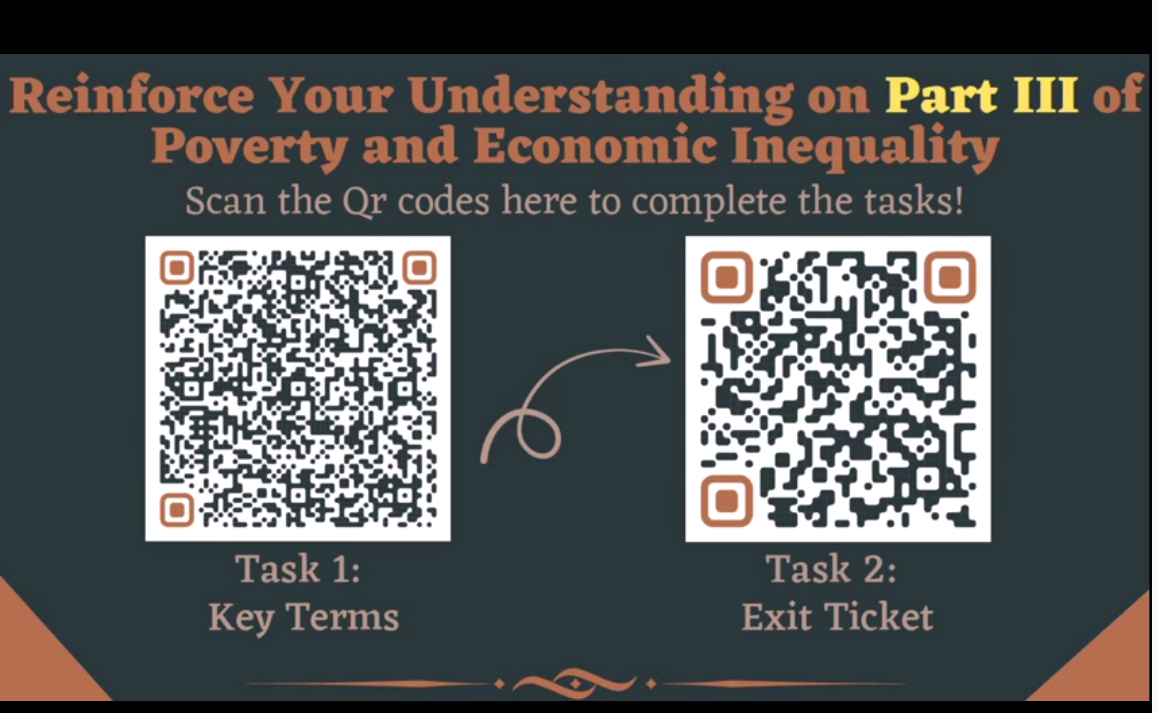 Reinforce Your Understanding on Part III of
Poverty and Economic Inequality
Scan the Qr codes here to complete the tasks!
Task 1:
Key Terms
Task 2:
Exit Ticket